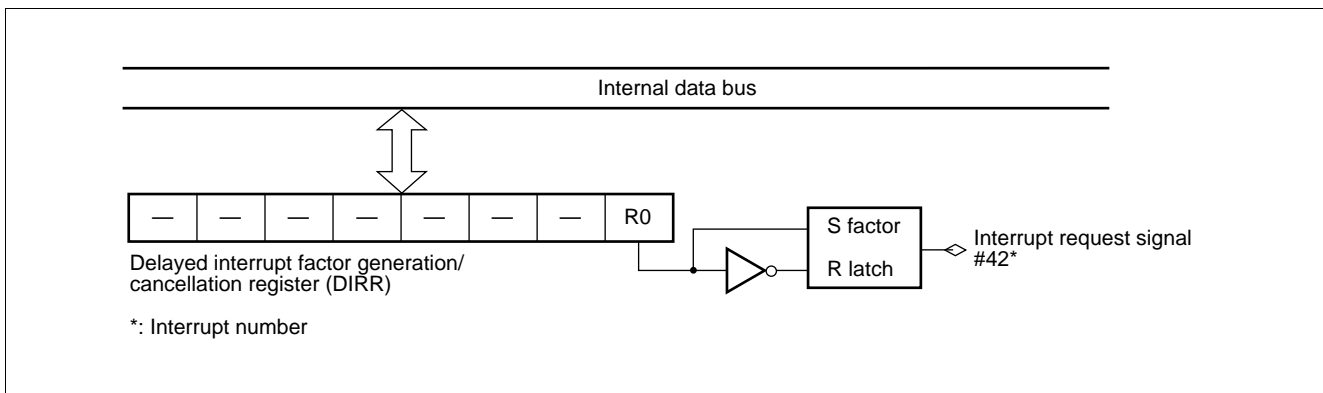 Internal data bus
— — — — — — — R0
Delayed interrupt factor generation/
cancellation register (DIRR)
S factor
R latch
Interrupt request signal
#42*
*: Interrupt number